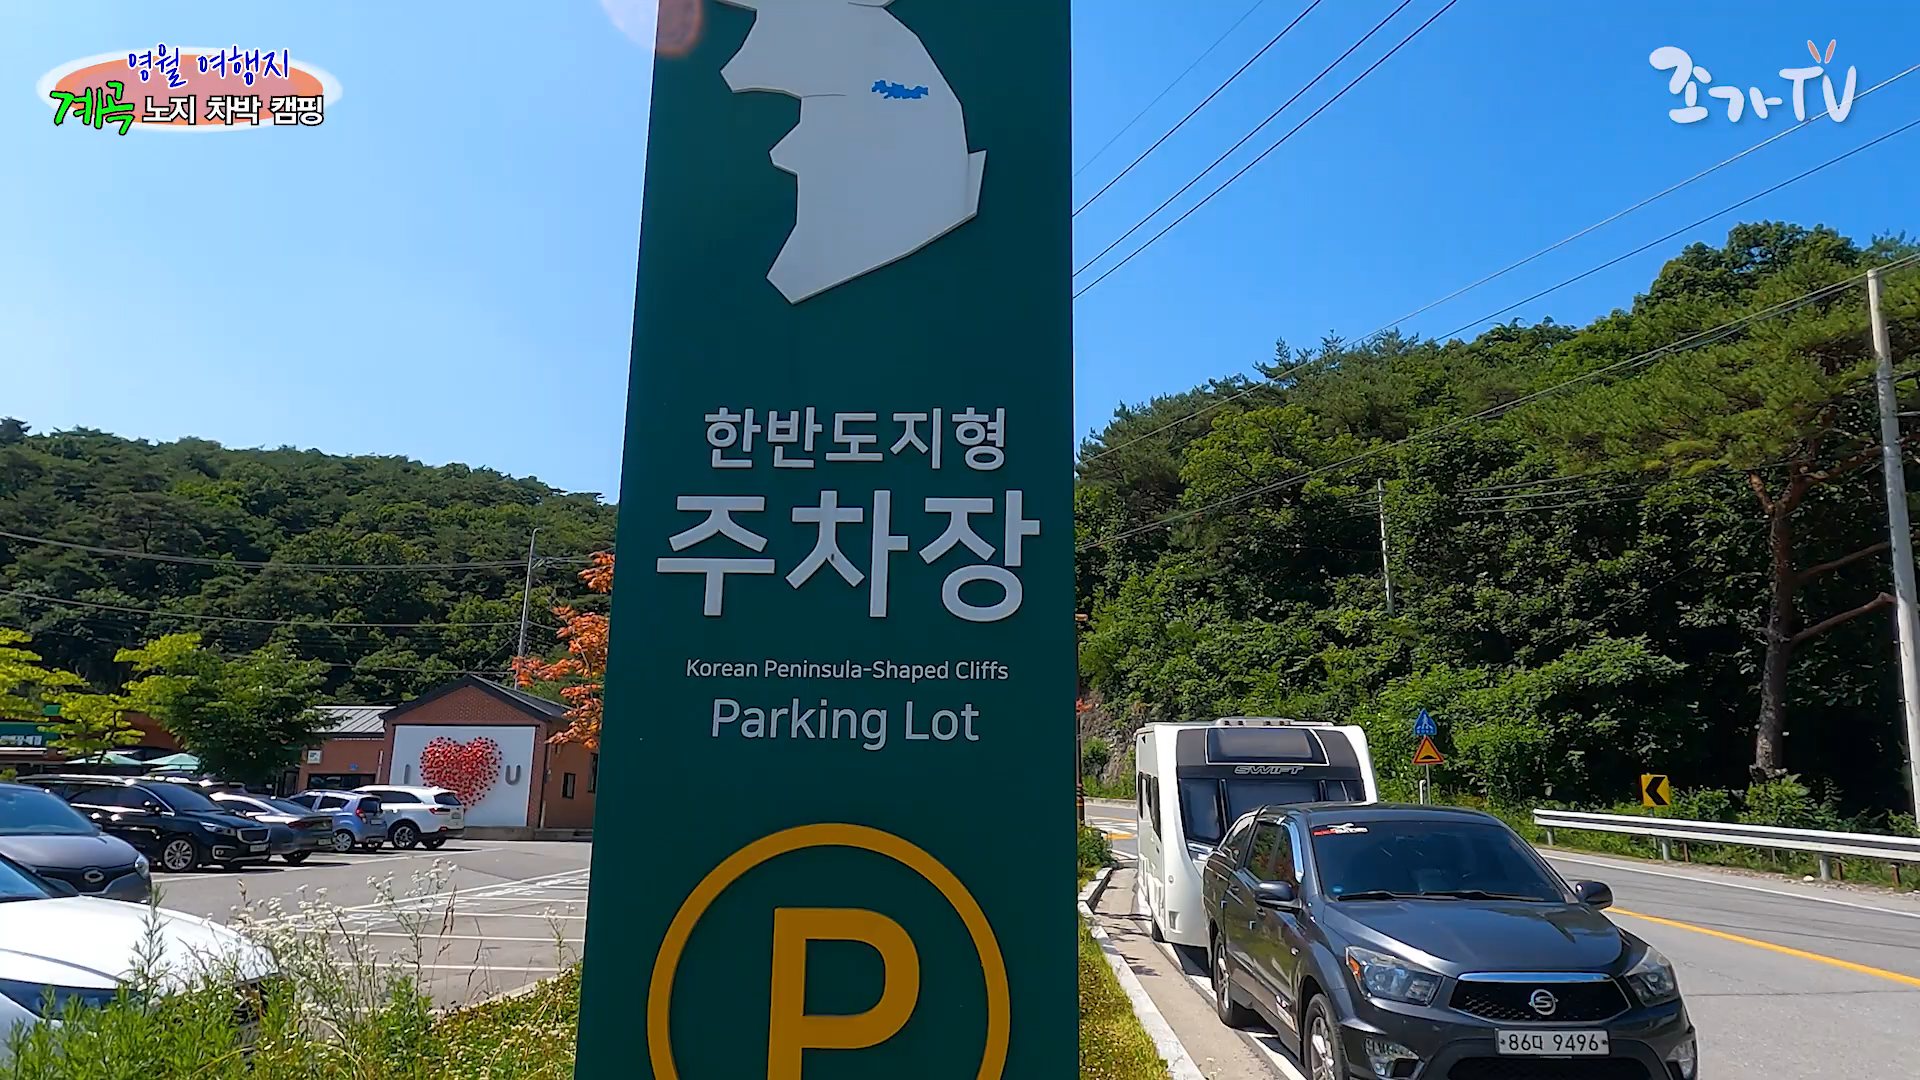 영월 여행지
계곡 노지 차박 캠핑
조가TV
한반도지형
주차장
Korean Peninsula-Shaped Cliffs
Parking Lot
P
I U
SWIFT
86더 9496